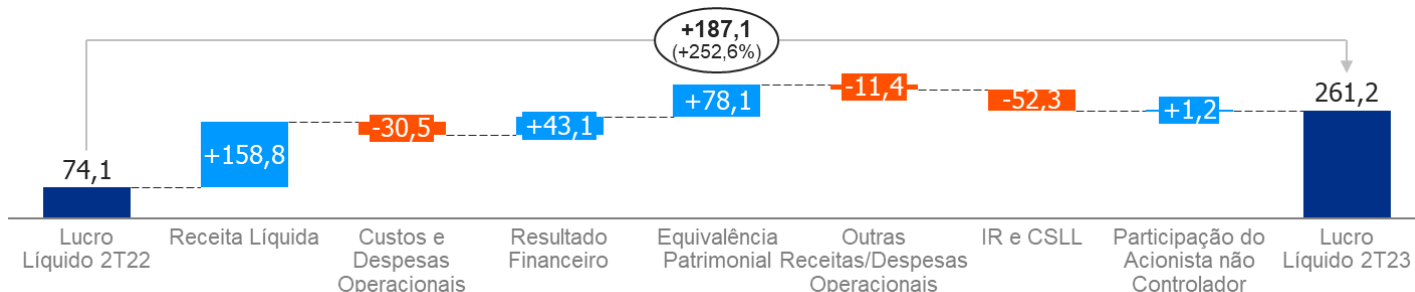 +187,1
(+252,6%)
74,1
+158,8
-30,5
+43,1
+78,1
-11,4
-52,3
+1,2
261,2
Lucro
Líquido 2T22
Receita Líquida
Custos e
Despesas
Operacionais
Resultado
Financeiro
Equivalência
Patrimonial
Outras
Receitas/Despesas
Operacionais
IR e CSLL
Participação do
Acionista não
Controlador
Lucro
Líquido 2T23